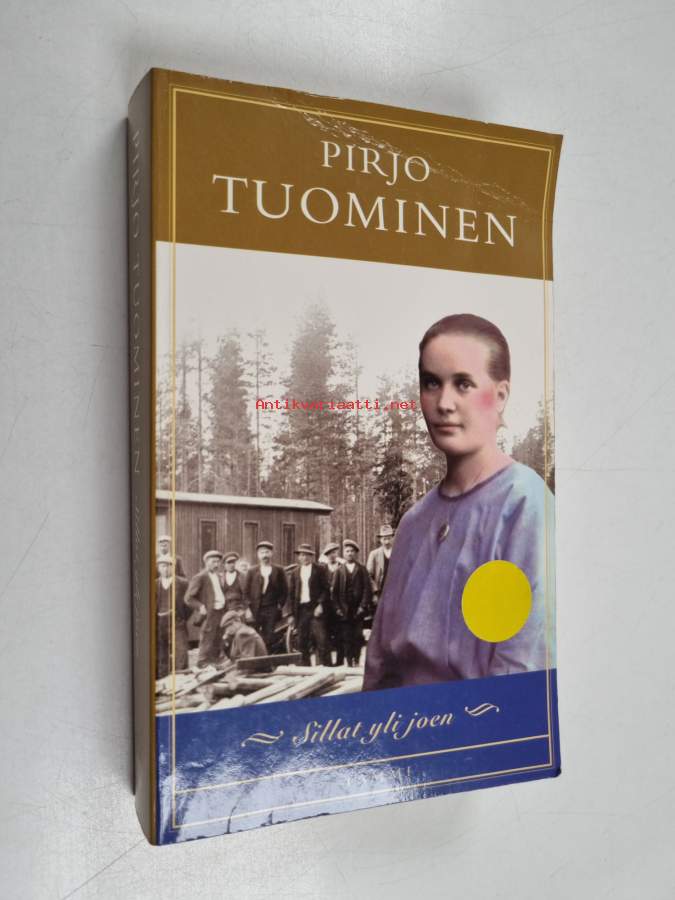 PIRJO
TUOMINEN
Antikvariaatti.net
Sillat yli joen
PIRJO TUOMINEN